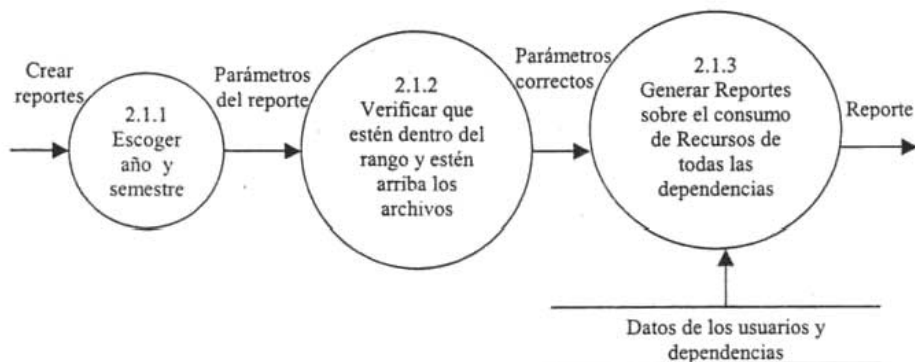 Crear
reportes
2.1.1
Escoger
año y
semestre
Parámetros
del reporte
2.1.2
Verificar que
estén dentro del
rango y estén
arriba los
archivos
Parámetros
correctos
2.1.3
Generar Reportes
sobre el consumo
de Recursos de
todas las
dependencias
Reporte
Datos de los usuarios y
dependencias